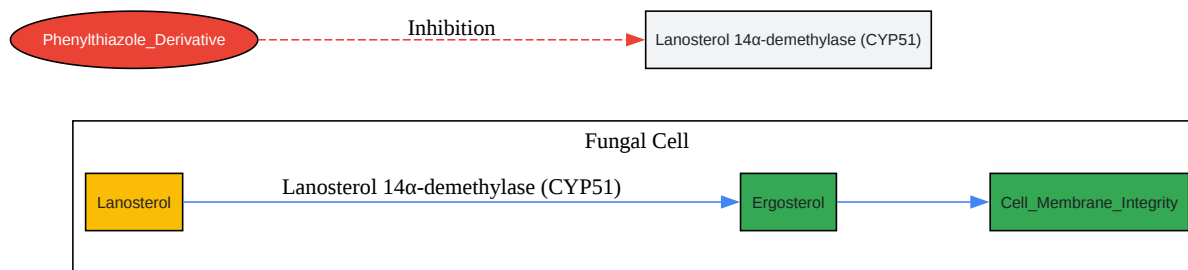 Phenylthiazole_Derivative
Inhibition
Lanosterol 14α-demethylase (CYP51)
Fungal Cell
Lanosterol
Lanosterol 14α-demethylase (CYP51)
Ergosterol
Cell_Membrane_Integrity